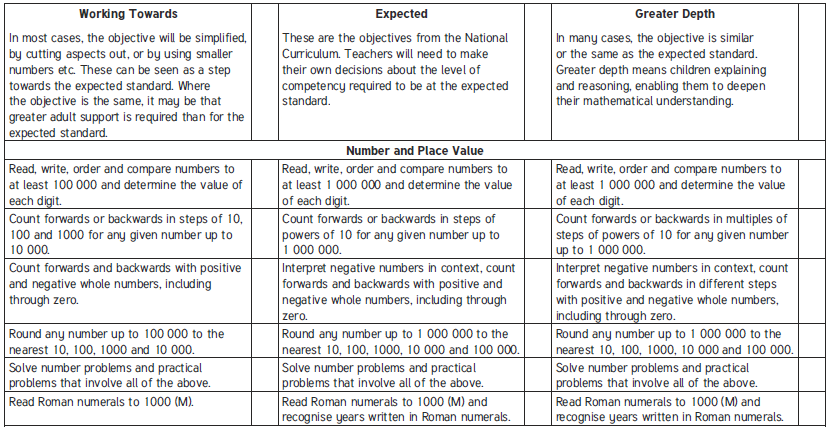 Working Towards
In most cases, the objective will be simplified,
by cutting aspects out, or by using smaller
numbers etc. These can be seen as a step
towards the expected standard. Where
the objective is the same, it may be that
greater adult support is required than for the
expected standard.
Expected
These are the objectives from the National
Curriculum. Teachers will need to make
their own decisions about the level of
competency required to be at the expected
standard.
Greater Depth
In many cases, the objective is similar
or the same as the expected standard.
Greater depth means children explaining
and reasoning, enabling them to deepen
their mathematical understanding.
Number and Place Value
Read, write, order and compare numbers to
at least 100 000 and determine the value of
each digit.
Read, write, order and compare numbers to
at least 1 000 000 and determine the value
of each digit.
Read, write, order and compare numbers to
at least 1 000 000 and determine the value
of each digit.
Count forwards or backwards in steps of 10,
100 and 1000 for any given number up to
10 000.
Count forwards or backwards in steps of
powers of 10 for any given number up to
1 000 000.
Count forwards or backwards in multiples of
steps of powers of 10 for any given number
up to 1 000 000.
Count forwards and backwards with positive
and negative whole numbers, including
through zero.
Interpret negative numbers in context, count
forwards and backwards with positive and
negative whole numbers, including through
zero.
Interpret negative numbers in context, count
forwards and backwards in different steps
with positive and negative whole numbers,
including through zero.
Round any number up to 100 000 to the
nearest 10, 100, 1000 and 10 000.
Round any number up to 1 000 000 to the
nearest 10, 100, 1000, 10 000 and 100 000.
Round any number up to 1 000 000 to the
nearest 10, 100, 1000, 10 000 and 100 000.
Solve number problems and practical
problems that involve all of the above.
Solve number problems and practical
problems that involve all of the above.
Solve number problems and practical
problems that involve all of the above.
Read Roman numerals to 1000 (M).
Read Roman numerals to 1000 (M) and
recognise years written in Roman numerals.
Read Roman numerals to 1000 (M) and
recognise years written in Roman numerals.